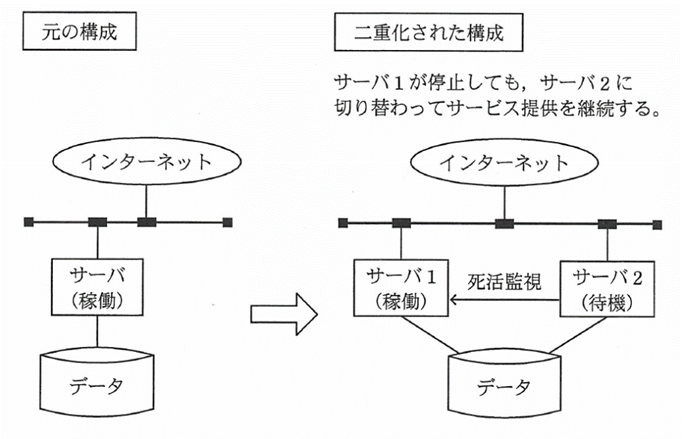 元の構成
二重化された構成
サーバ1が停止しても，サーバ2に
切り替わってサービス提供を継続する。
インターネット
インターネット
サーバ
（稼働）
サーバ1
（稼働）
死活監視
サーバ2
（待機）
データ
データ